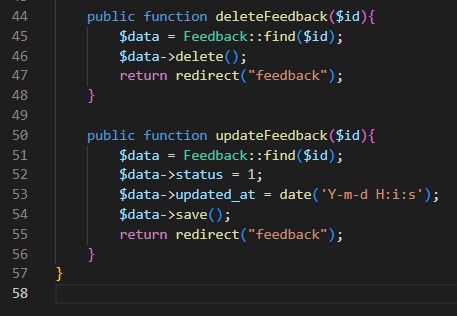 44 public function deleteFeedback($id){
45 $data = Feedback::find($id);
46 $data->delete();
47 return redirect("feedback");
48 }
49
50 public function updateFeedback($id){
51 $data = Feedback::find($id);
52 $data->status = 1;
53 $data->updated_at = date('Y-m-d H:i:s');
54 $data->save();
55 return redirect("feedback");
56 }
57 }
58